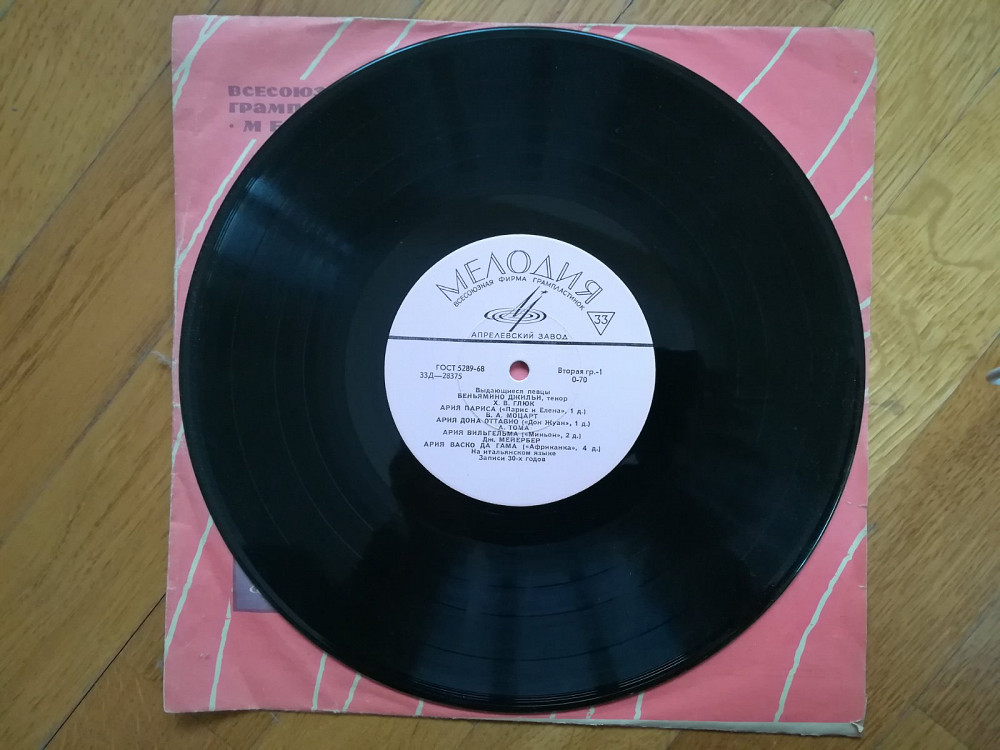 ВСЕСОЮЗ
ГРАМП
· М Е
МЕЛОДИЯ
ВСЕСОЮЗНАЯ ФИРМА ГРАМПЛАСТИНОК
33
АПРЕЛЕВСКИЙ ЗАВОД
ГОСТ 5289-68 Вторая гр.-1
33Д—28375 0-70
Выдающиеся певцы
БЕНЬЯМИНО ДЖИЛЬИ, тенор
Х. В. ГЛЮК
АРИЯ ПАРИСА («Парис и Елена», 1 д.)
В. А. МОЦАРТ
АРИЯ ДОНА ОТТАВИО («Дон Жуан», 1 д.)
А. ТОМА
АРИЯ ВИЛЬГЕЛЬМА («Миньон», 2 д.)
Дж. МЕЙЕРБЕР
АРИЯ ВАСКО ДА ГАМА («Африканка», 4 д.)
На итальянском языке
Записи 30-х годов